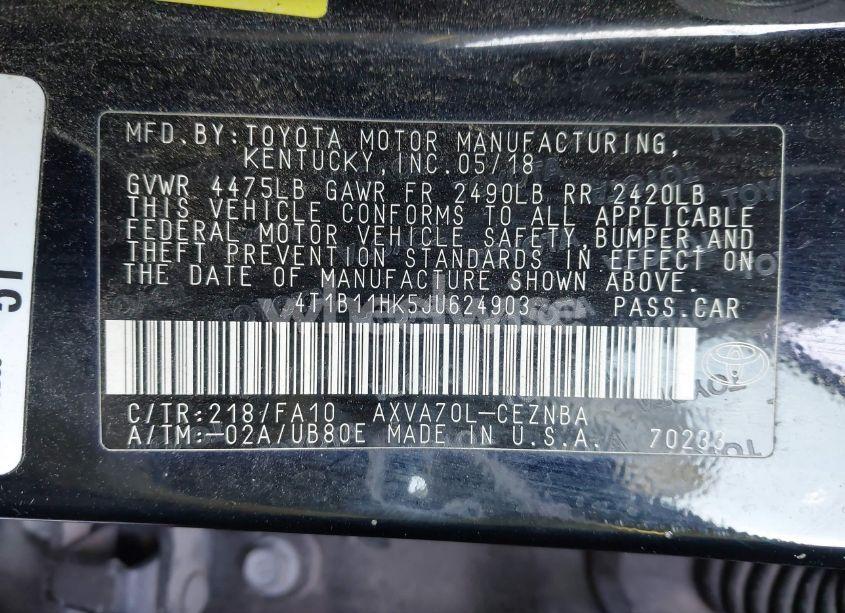 MFD.BY:TOYOTA MOTOR MANUFACTURING,
KENTUCKY,INC.05/18
GVWR 4475LB GAWR FR 2490LB RR 2420LB
THIS VEHICLE CONFORMS TO ALL APPLICABLE
FEDERAL MOTOR VEHICLE SAFETY,BUMPER,AND
THEFT PREVENTION STANDARDS IN EFFECT ON
THE DATE OF MANUFACTURE SHOWN ABOVE.
4T1B11HK5JU624903 PASS.CAR
C/TR:218/FA10 AXVA70L-CEZNBA
A/TM:-02A/UB80E MADE IN U.S.A. 70233